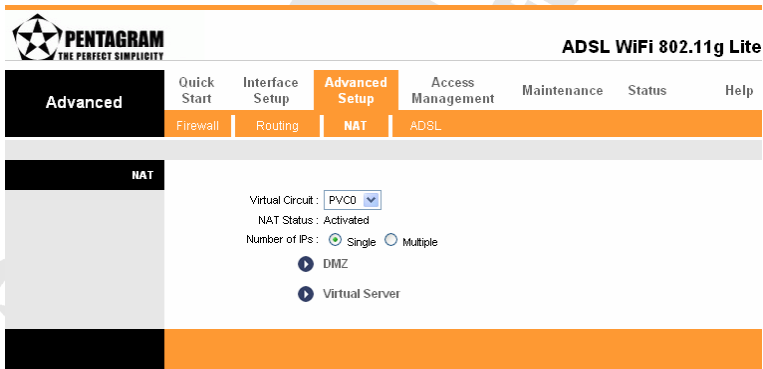 PENTAGRAM
THE PERFECT SIMPLICITY
ADSL WiFi 802.11g Lite
Advanced
Quick Start
Interface Setup
Advanced Setup
Access Management
Maintenance
Status
Help
Firewall
Routing
NAT
ADSL
NAT
Virtual Circuit : PVC0
NAT Status : Activated
Number of IPs : Single Multiple
DMZ
Virtual Server